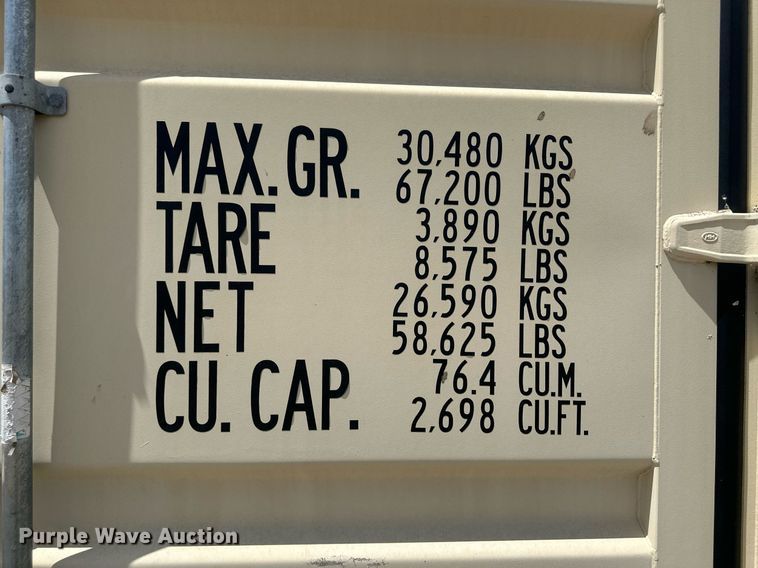 MAX. GR. 30,480 KGS
67,200 LBS
TARE 3,890 KGS
8,575 LBS
NET 26,590 KGS
58,625 LBS
CU. CAP. 76.4 CU.M.
2,698 CU.FT.
Purple Wave Auction